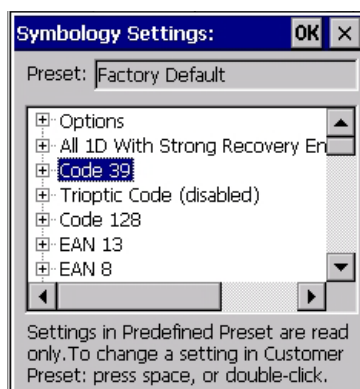 Symbology Settings: OK ×
Preset: Factory Default
Options
All 1D With Strong Recovery En
Code 39
Trioptic Code (disabled)
Code 128
EAN 13
EAN 8
Settings in Predefined Preset are read
only.To change a setting in Customer
Preset: press space, or double-click.